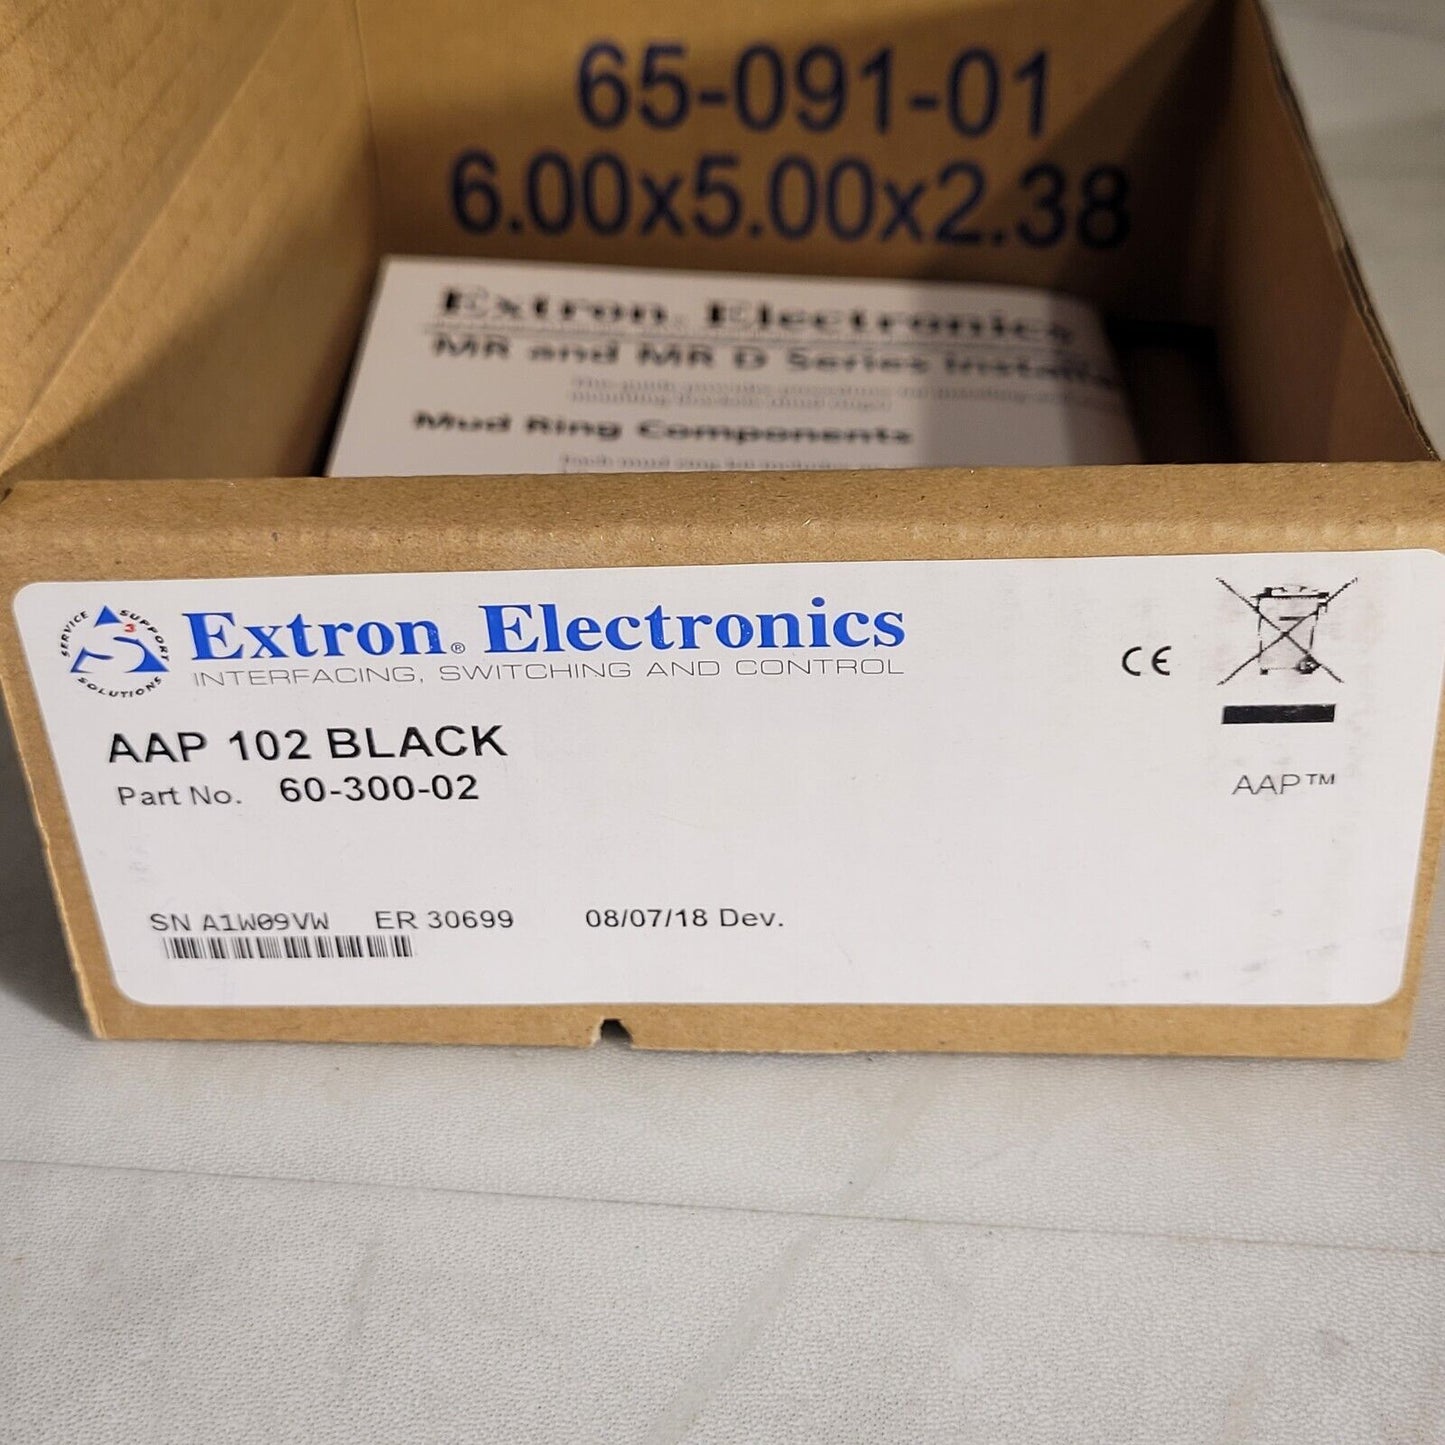 65-091-01
6.00x5.00x2.38
Extron® Electronics
MR and MR D Series
Mud Ring Components
SERVICE SUPPORT SOLUTIONS
3
Extron® Electronics
INTERFACING, SWITCHING AND CONTROL
CE
AAP 102 BLACK
Part No. 60-300-02
AAP™
SN A1W09VW ER 30699 08/07/18 Dev.